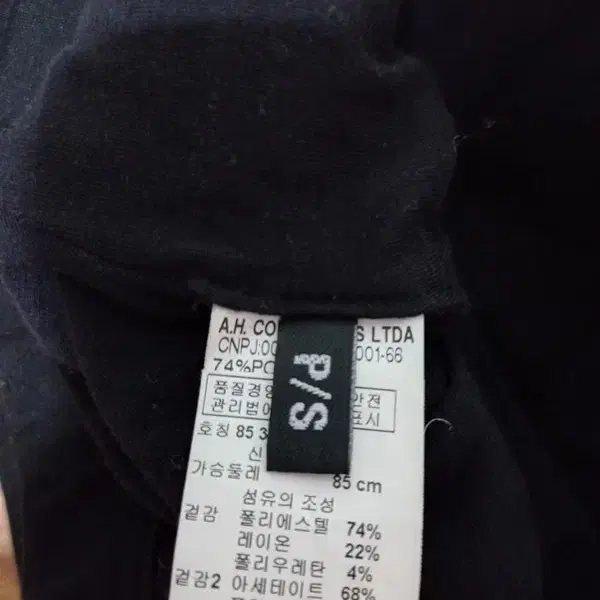 A.H. CO S LTDA
CNPJ:00 001-66
74%PO
품질경영 안전
관리법에 표시
호칭 85
신
가슴둘레 85 cm
섬유의 조성
겉감 폴리에스텔 74%
레이온 22%
폴리우레탄 4%
겉감2 아세테이트 68%
P/S